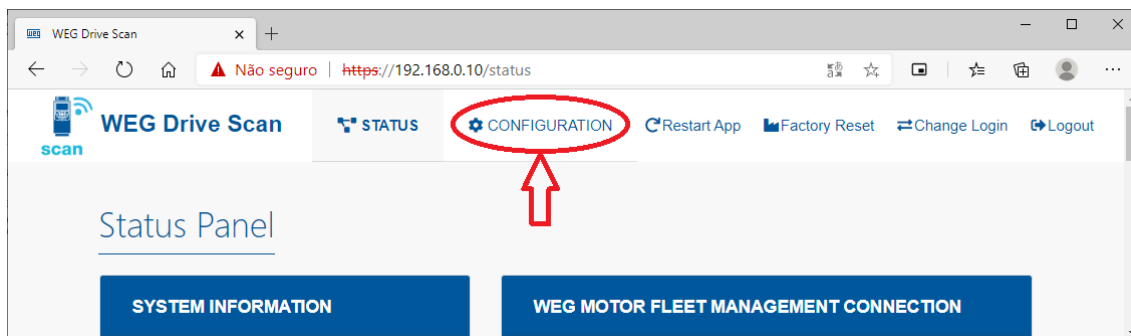 WEG WEG Drive Scan
Não seguro | https://192.168.0.10/status
scan WEG Drive Scan STATUS CONFIGURATION Restart App Factory Reset Change Login Logout
Status Panel
SYSTEM INFORMATION WEG MOTOR FLEET MANAGEMENT CONNECTION